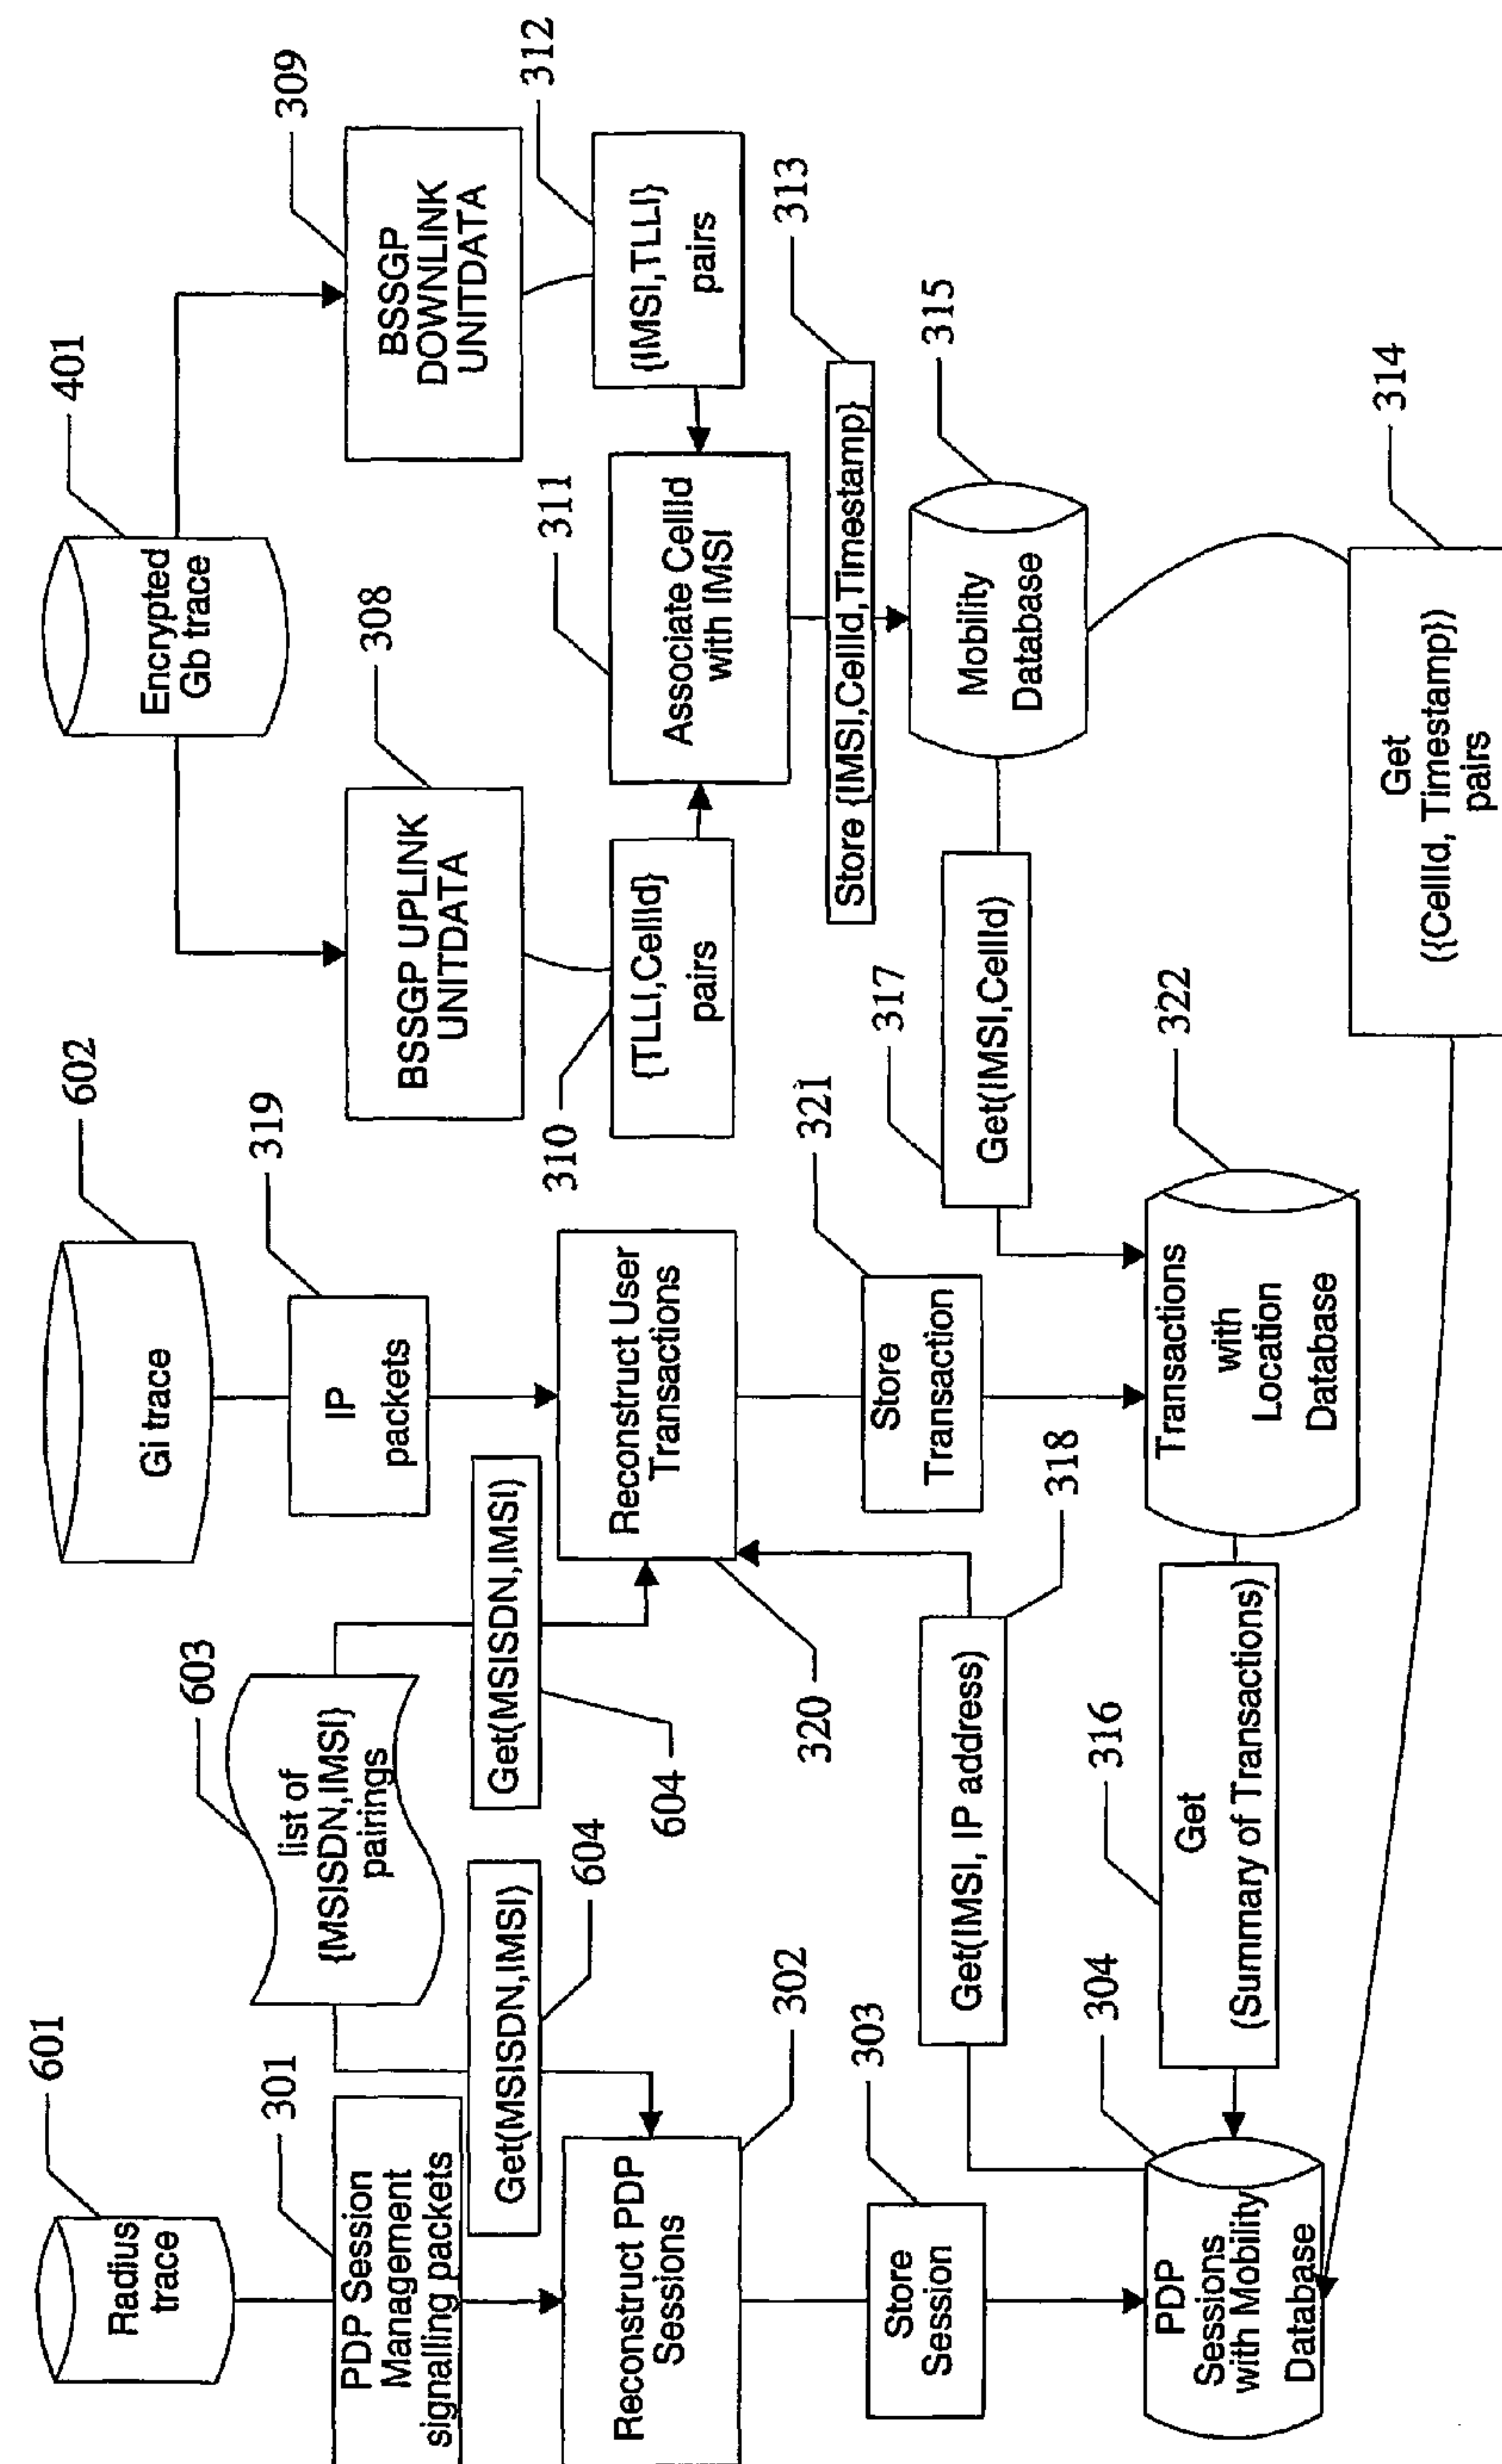 601
Radius
trace
301
PDP Session
Management
signalling packets
Reconstruct PDP
Sessions
302
Store
Session
303
PDP
Sessions
with Mobility
Database
304
603
list of
{MSISDN,IMSI}
pairings
Get(MSISDN,IMSI)
604
Get(MSISDN,IMSI)
604
602
Gi trace
319
IP
packets
Reconstruct User
Transactions
320
Store
Transaction
321
Get(IMSI, IP address)
318
Get
(Summary of Transactions)
316
Transactions
with
Location
Database
322
401
Encrypted
Gb trace
308
BSSGP UPLINK
UNITDATA
309
BSSGP
DOWNLINK
UNITDATA
310
{TLLI,CellId}
pairs
312
{IMSI,TLLI}
pairs
311
Associate CellId
with IMSI
313
Store {IMSI,CellId,Timestamp}
315
Mobility
Database
317
Get(IMSI,CellId)
314
Get
({CellId, Timestamp})
pairs